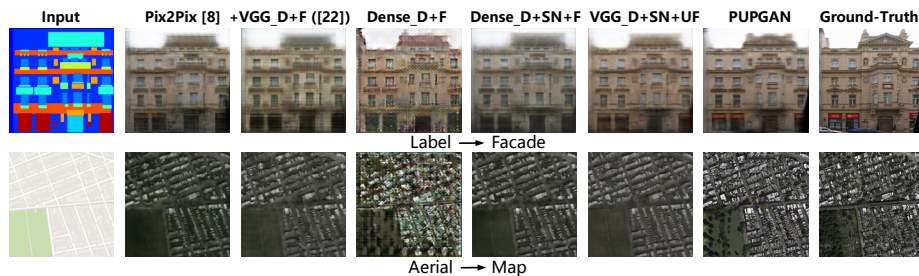 Input Pix2Pix [8] +VGG_D+F ([22]) Dense_D+F Dense_D+SN+F VGG_D+SN+UF PUPGAN Ground-Truth
Label → Facade
Aerial → Map